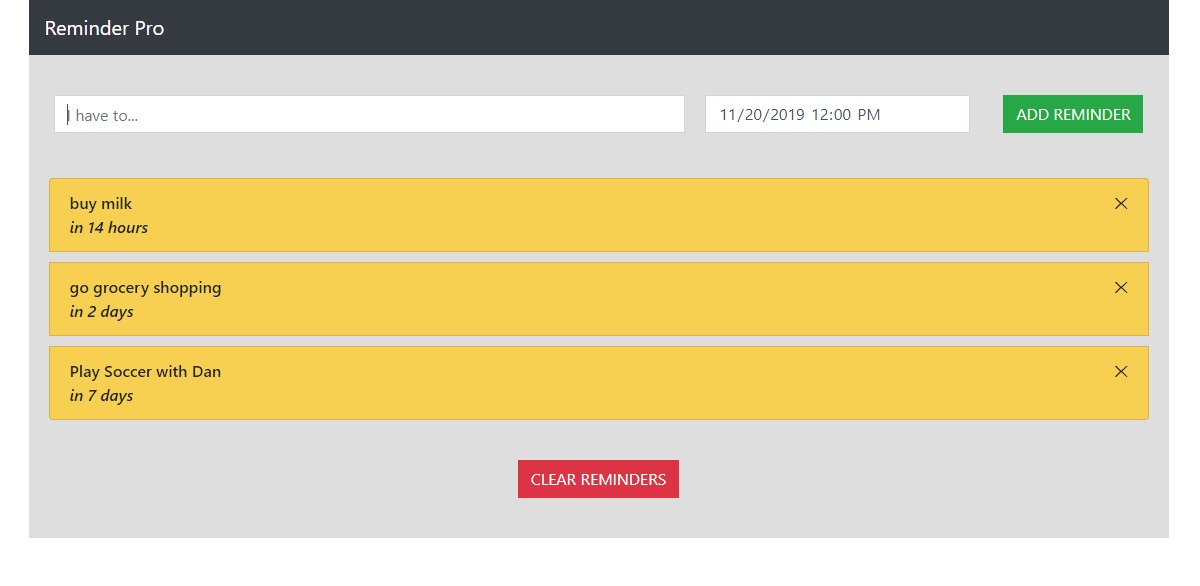 Reminder Pro
I have to...
11/20/2019 12:00 PM
ADD REMINDER
buy milk
in 14 hours
go grocery shopping
in 2 days
Play Soccer with Dan
in 7 days
CLEAR REMINDERS